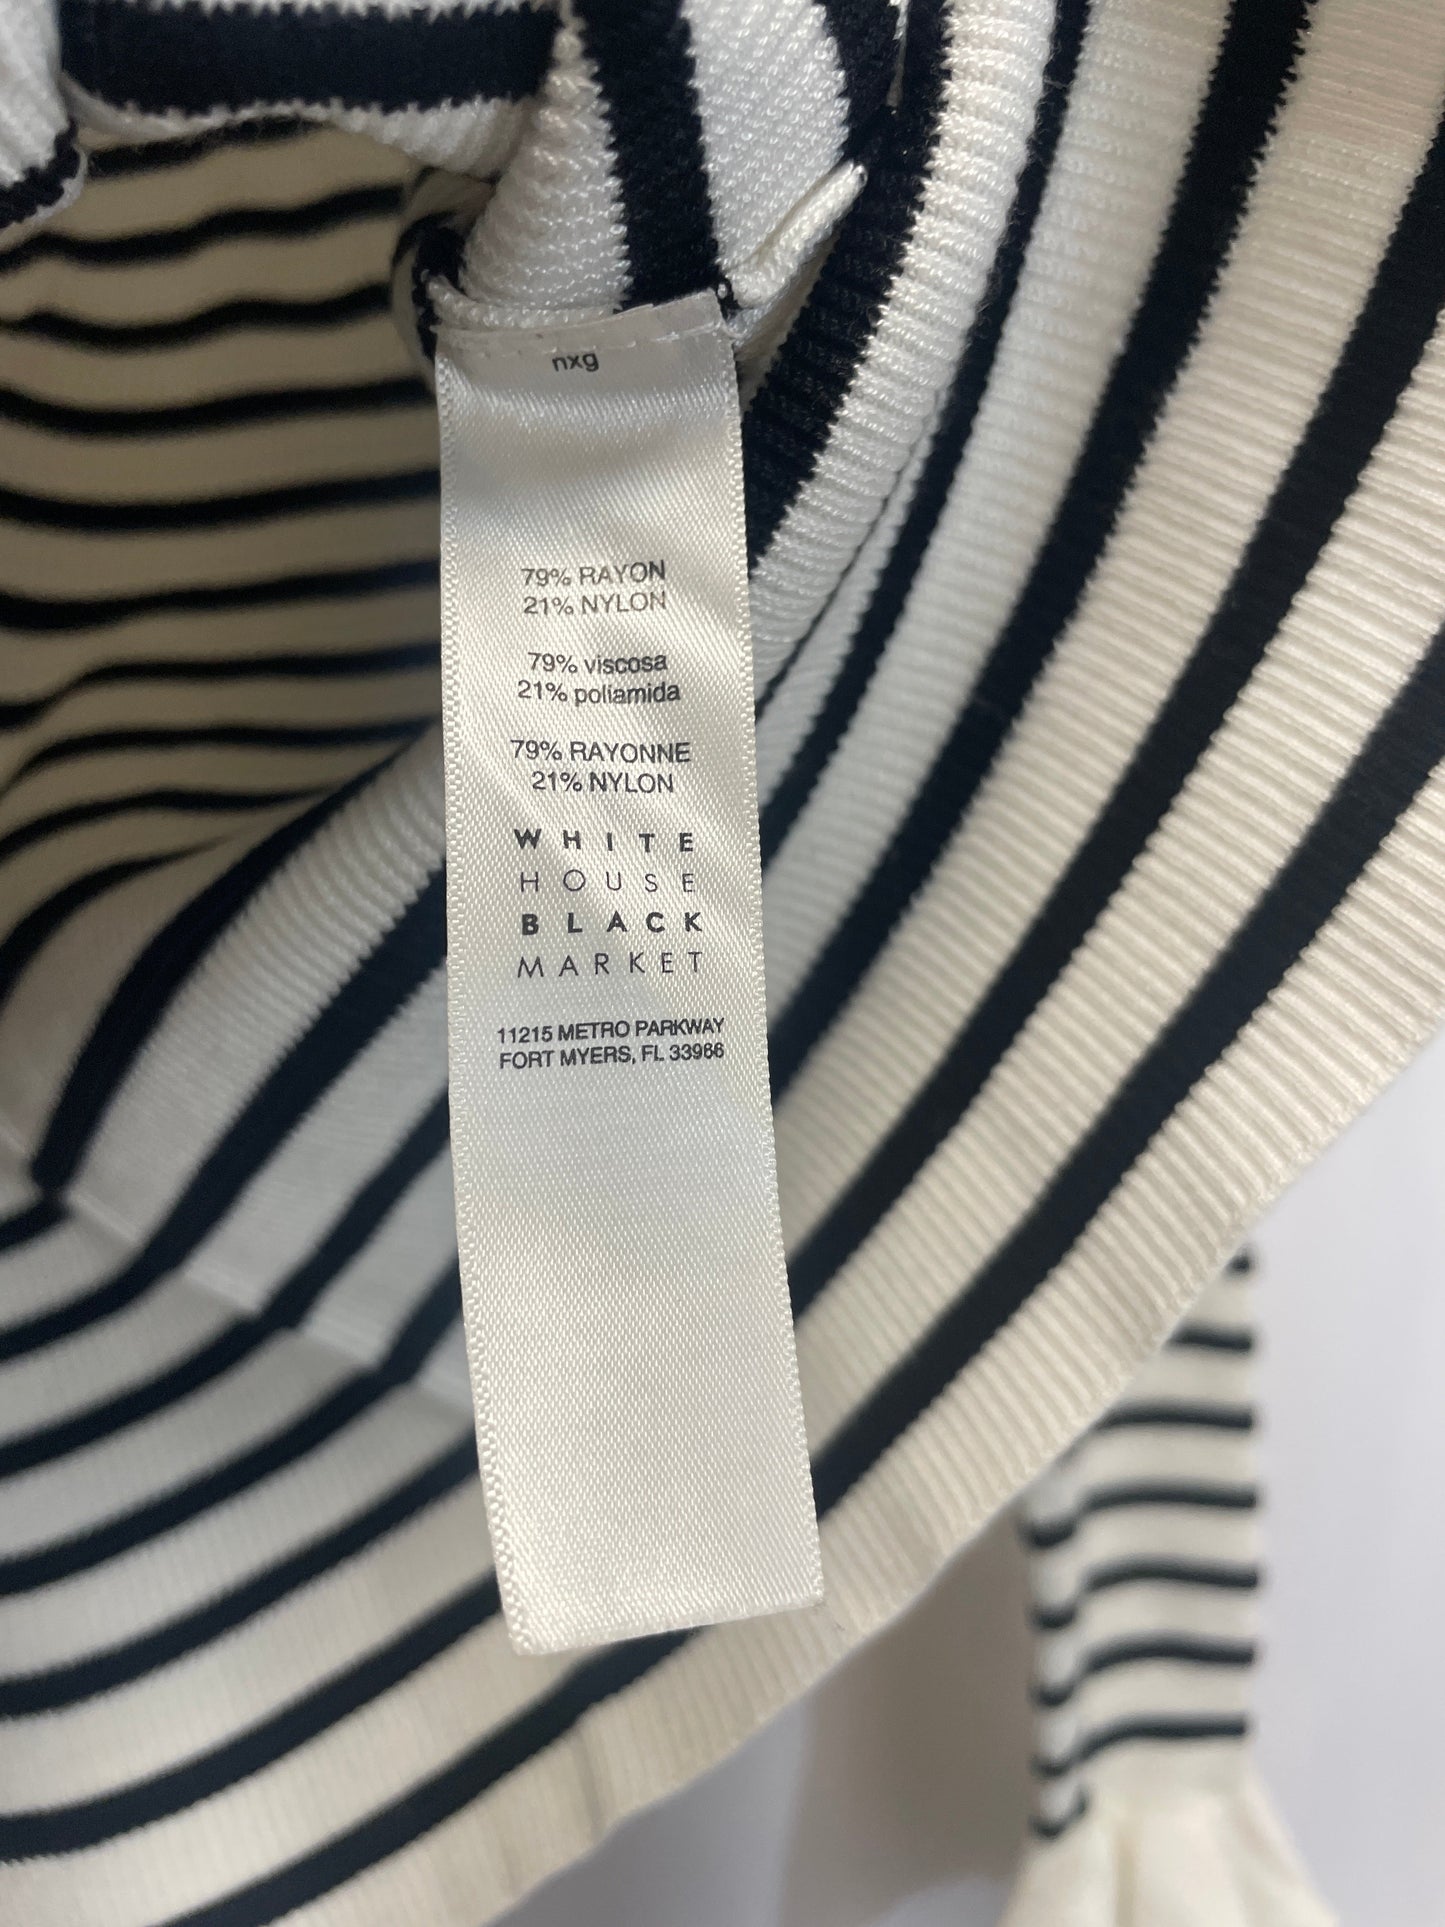 nxg
79% RAYON
21% NYLON
79% viscosa
21% poliamida
79% RAYONNE
21% NYLON
WHITE
HOUSE
BLACK
MARKET
11215 METRO PARKWAY
FORT MYERS, FL 33966